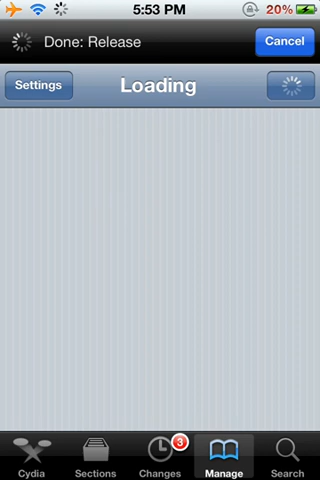 5:53 PM
20%
Done: Release
Cancel
Settings
Loading
3
Cydia
Sections
Changes
Manage
Search